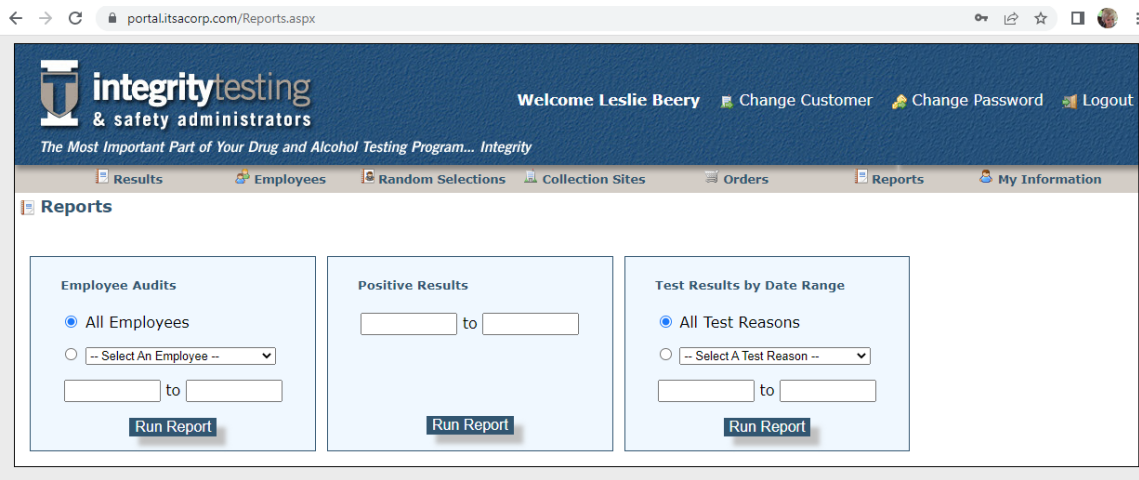 portal.itsacorp.com/Reports.aspx
integritytesting
& safety administrators
The Most Important Part of Your Drug and Alcohol Testing Program... Integrity
Welcome Leslie Beery Change Customer Change Password Logout
Results Employees Random Selections Collection Sites Orders Reports My Information
Reports
Employee Audits
All Employees
-- Select An Employee --
to
Run Report
Positive Results
to
Run Report
Test Results by Date Range
All Test Reasons
-- Select A Test Reason --
to
Run Report